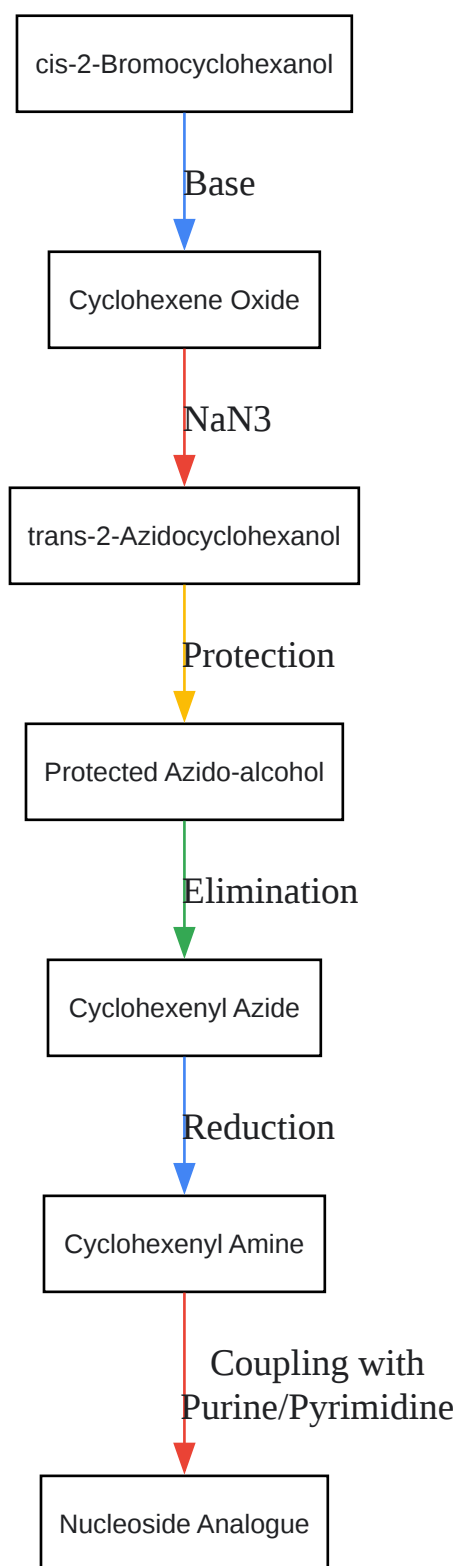 cis-2-Bromocyclohexanol
Base
Cyclohexene Oxide
NaN3
trans-2-Azidocyclohexanol
Protection
Protected Azido-alcohol
Elimination
Cyclohexenyl Azide
Reduction
Cyclohexenyl Amine
Coupling with
Purine/Pyrimidine
Nucleoside Analogue